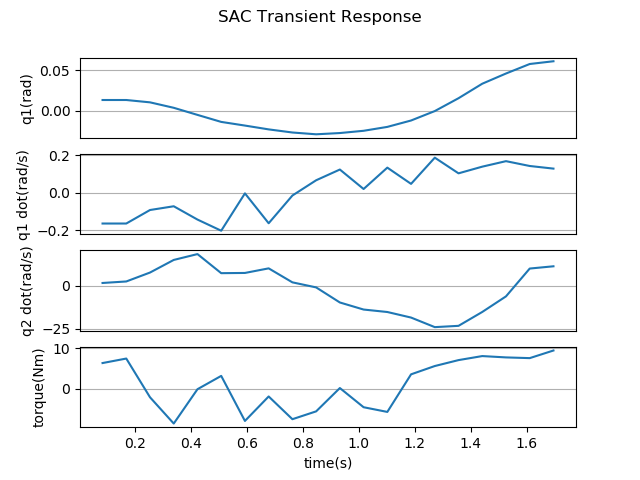 SAC Transient Response
q1(rad)
0.05
0.00
q1 dot(rad/s)
0.2
0.0
−0.2
q2 dot(rad/s)
0
−25
torque(Nm)
10
0
0.2 0.4 0.6 0.8 1.0 1.2 1.4 1.6
time(s)